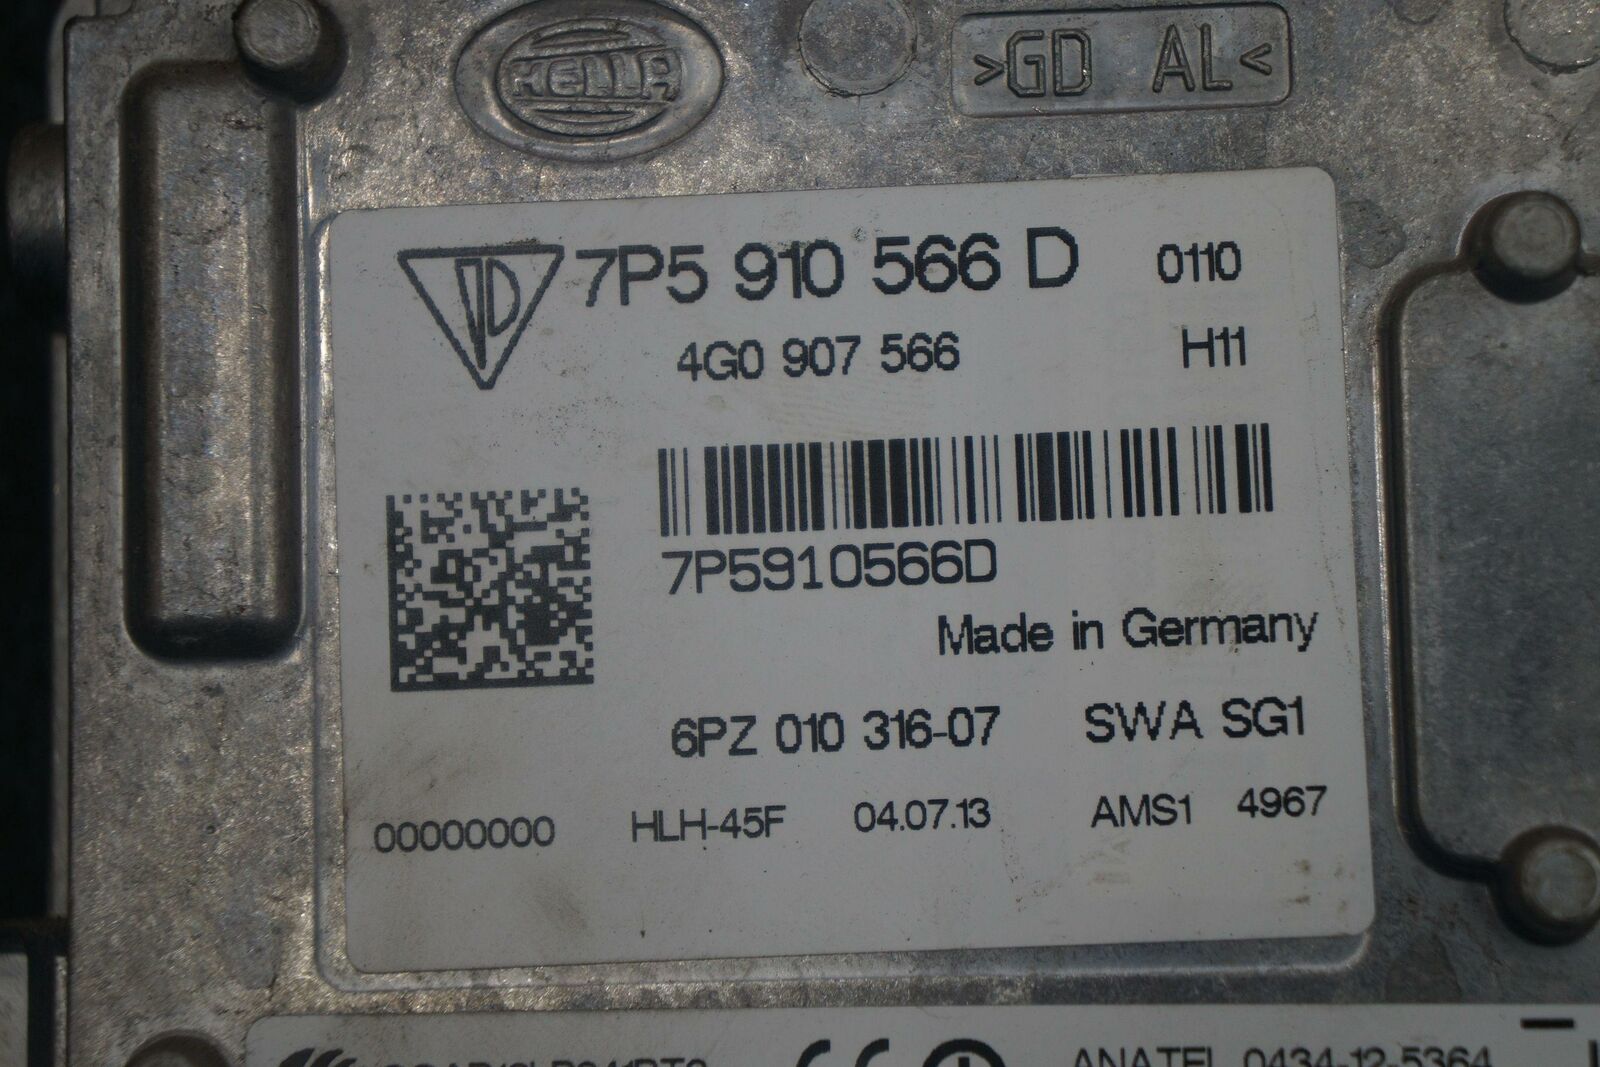 HELLA
>GD AL<
7P5 910 566 D 0110
4G0 907 566 H11
7P5910566D
Made in Germany
6PZ 010 316-07 SWA SG1
00000000 HLH-45F 04.07.13 AMS1 4967
CE ANATEL 0434-12-5364